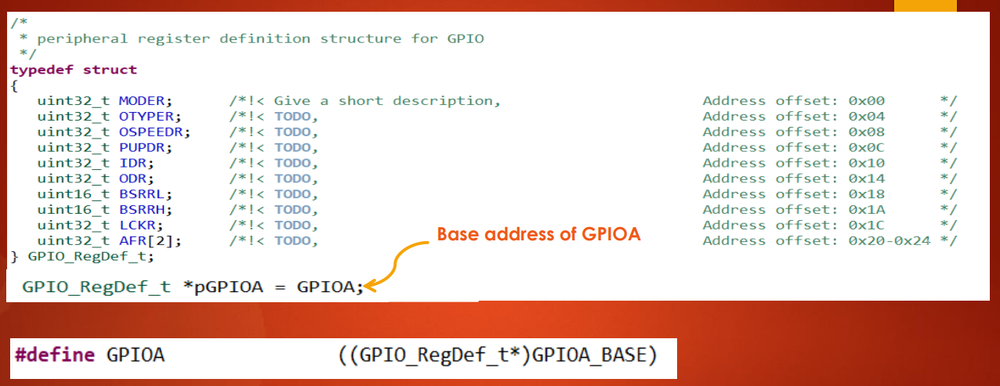 /*
 * peripheral register definition structure for GPIO
 */
typedef struct
{
uint32_t MODER; /*!< Give a short description, Address offset: 0x00 */
uint32_t OTYPER; /*!< TODO, Address offset: 0x04 */
uint32_t OSPEEDR; /*!< TODO, Address offset: 0x08 */
uint32_t PUPDR; /*!< TODO, Address offset: 0x0C */
uint32_t IDR; /*!< TODO, Address offset: 0x10 */
uint32_t ODR; /*!< TODO, Address offset: 0x14 */
uint16_t BSRRL; /*!< TODO, Address offset: 0x18 */
uint16_t BSRRH; /*!< TODO, Address offset: 0x1A */
uint32_t LCKR; /*!< TODO, Address offset: 0x1C */
uint32_t AFR[2]; /*!< TODO, Address offset: 0x20-0x24 */
} GPIO_RegDef_t;
Base address of GPIOA
GPIO_RegDef_t *pGPIOA = GPIOA;
#define GPIOA ((GPIO_RegDef_t*)GPIOA_BASE)